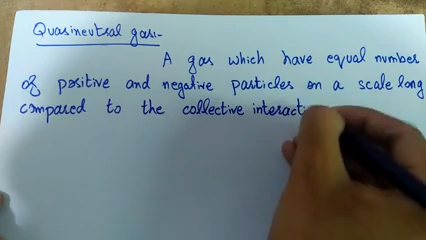 Quasineutral gas:-
A gas which have equal number
of positive and negative particles on a scale long
compared to the collective interact